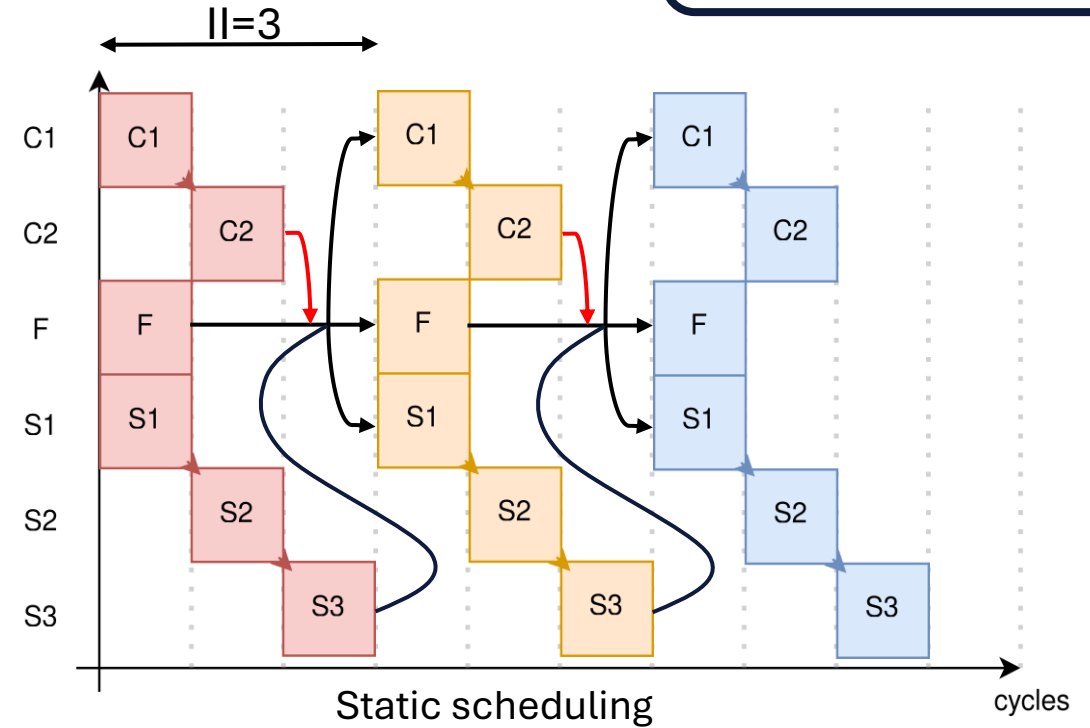 II=3
C1 C1 C1 C1
C2 C2 C2 C2
F F F F
S1 S1 S1 S1
S2 S2 S2 S2
S3 S3 S3 S3
Static scheduling
cycles